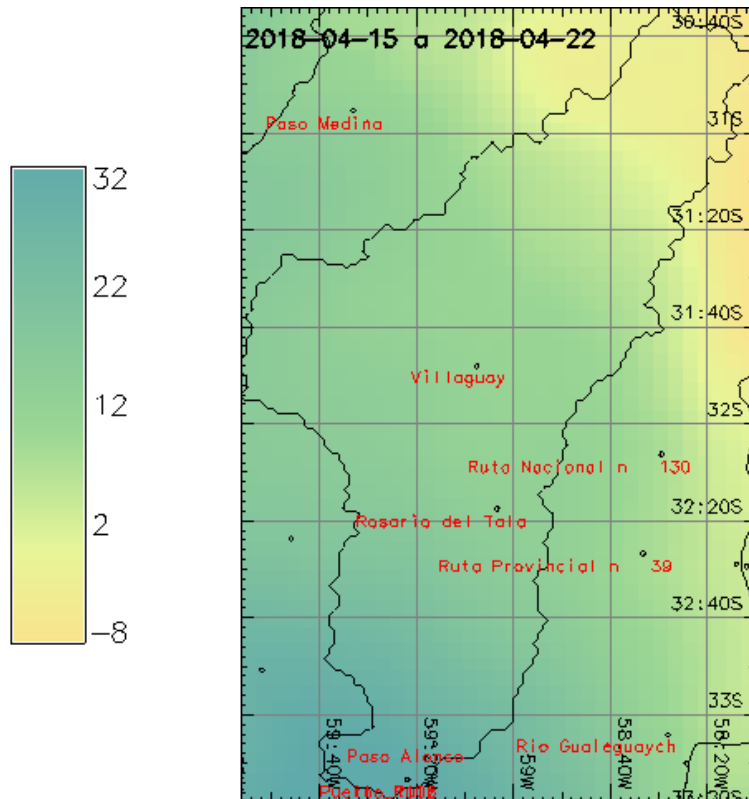 2018-04-15 a 2018-04-22
30:40S
Paso Medina
31S
32
31:20S
22
31:40S
Villaguay
12
32S
Ruta Nacional n 130
32:20S
Rosario del Tala
2
Ruta Provincial n 39
32:40S
-8
33S
59:40W
59:20W
59W
58:40W
58:20W
Rio Gualeguaych
Paso Alonso
Puerto